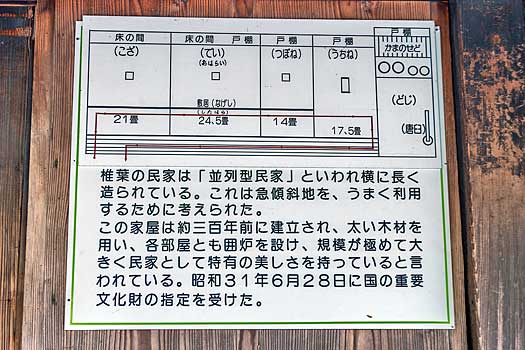 床の間 床の間 戸棚 戸棚 戸棚
かまのせど
(こざ) (でい) (つぼね) (うちね)
(あはらい)
(どじ)
敷居(なげし)
(したはら)
21畳 24,5畳 14畳 17,5畳
(唐臼)
椎葉の民家は「並列型民家」といわれ横に長く
造られている。これは急傾斜地を、うまく利用
するために考えられた。
この家屋は約三百年前に建立され、太い木材を
用い、各部屋とも囲炉を設け、規模が極めて大
きく民家として特有の美しさを持っていると言
われている。昭和31年6月28日に国の重要
文化財の指定を受けた。